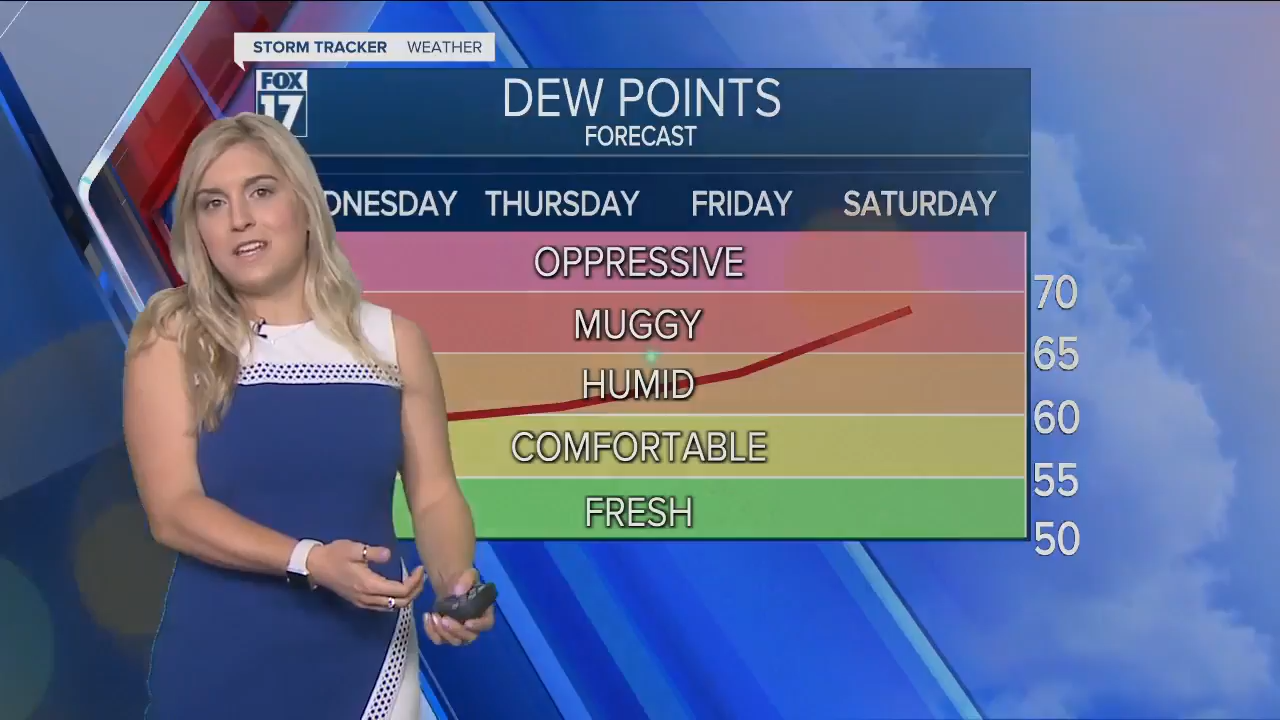 STORM TRACKER WEATHER
FOX
17
DEW POINTS
FORECAST
DNESDAY THURSDAY FRIDAY SATURDAY
OPPRESSIVE
70
MUGGY
65
HUMID
60
COMFORTABLE
55
FRESH
50